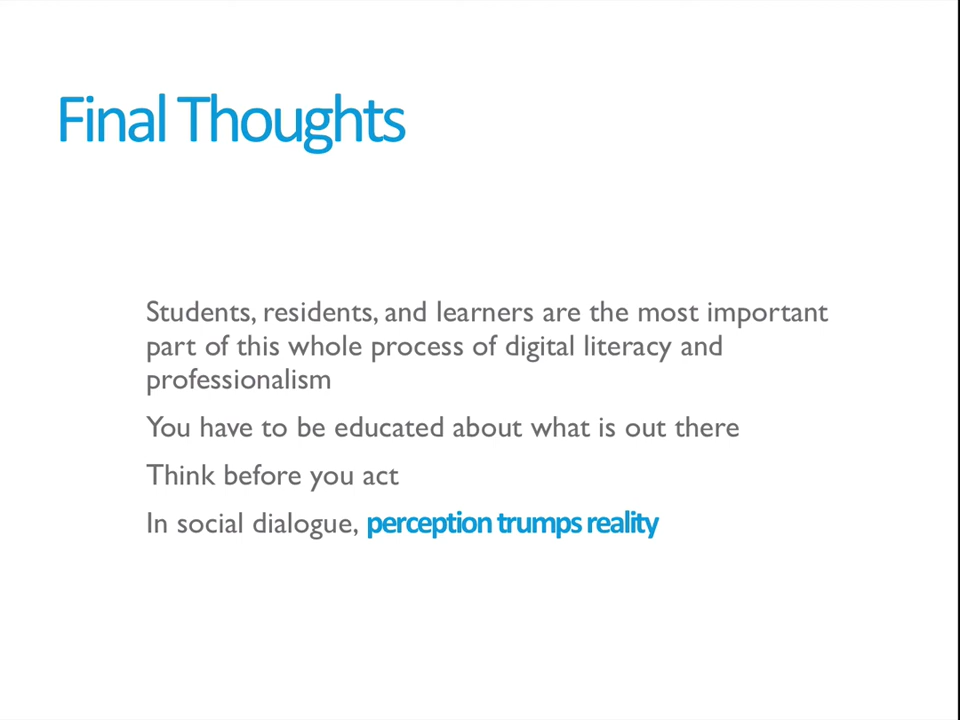 Final Thoughts
Students, residents, and learners are the most important
part of this whole process of digital literacy and
professionalism
You have to be educated about what is out there
Think before you act
In social dialogue, perception trumps reality